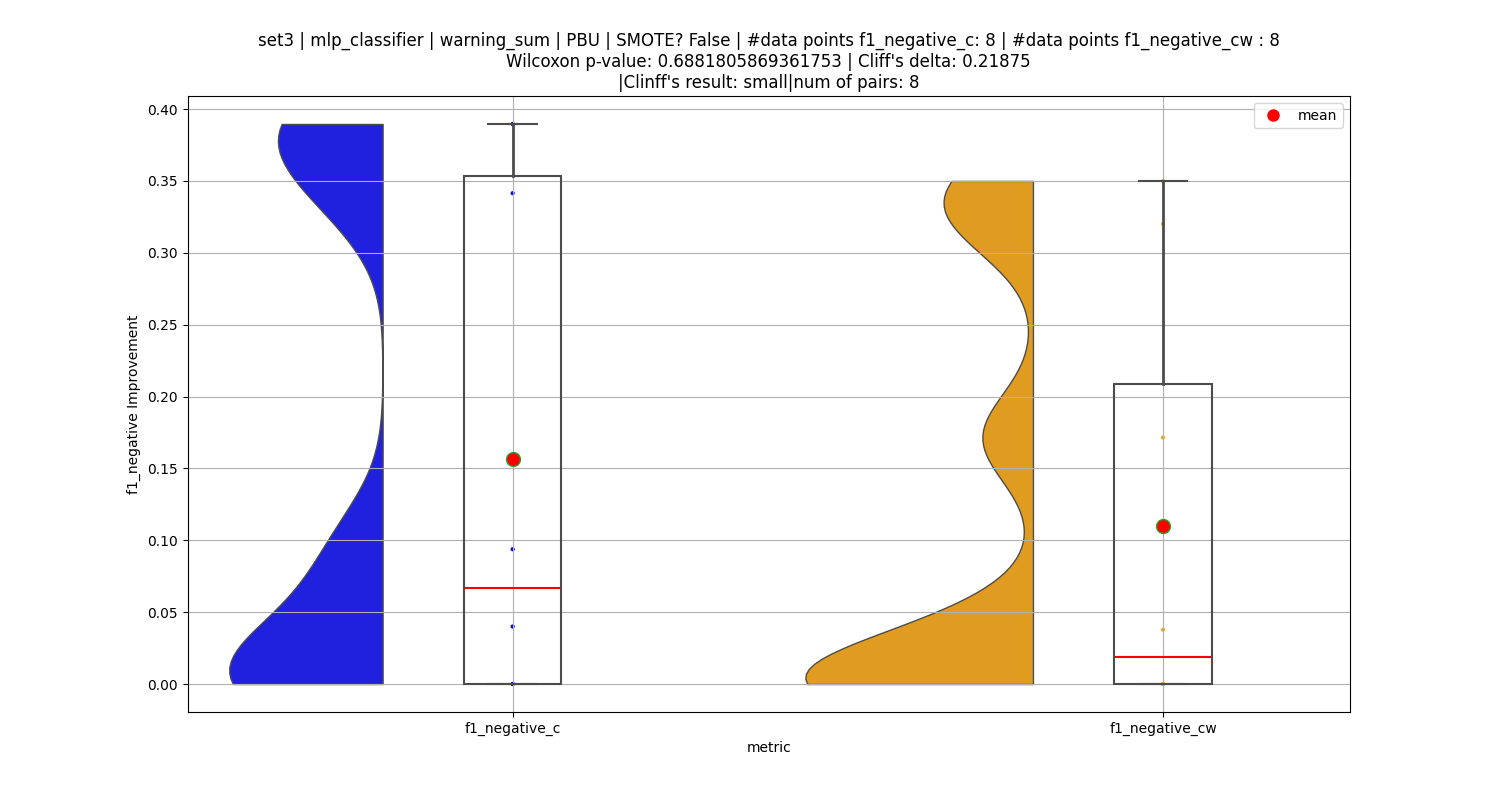 set3 | mlp_classifier | warning_sum | PBU | SMOTE? False | #data points f1_negative_c: 8 | #data points f1_negative_cw : 8
Wilcoxon p-value: 0.6881805869361753 | Cliff's delta: 0.21875
|Clinff's result: small|num of pairs: 8
mean
0.40
0.35
0.30
0.25
0.20
0.15
0.10
0.05
0.00
f1_negative Improvement
f1_negative_c
f1_negative_cw
metric